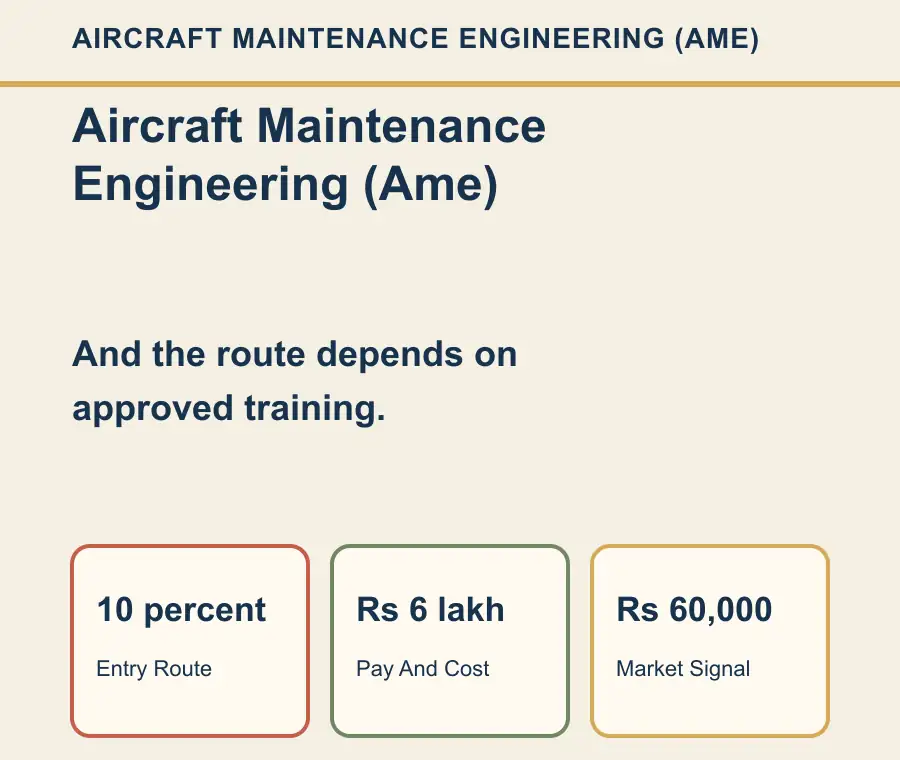 AIRCRAFT MAINTENANCE ENGINEERING (AME)
Aircraft Maintenance
Engineering (Ame)
And the route depends on
approved training.
10 percent
Entry Route
Rs 6 lakh
Pay And Cost
Rs 60,000
Market Signal